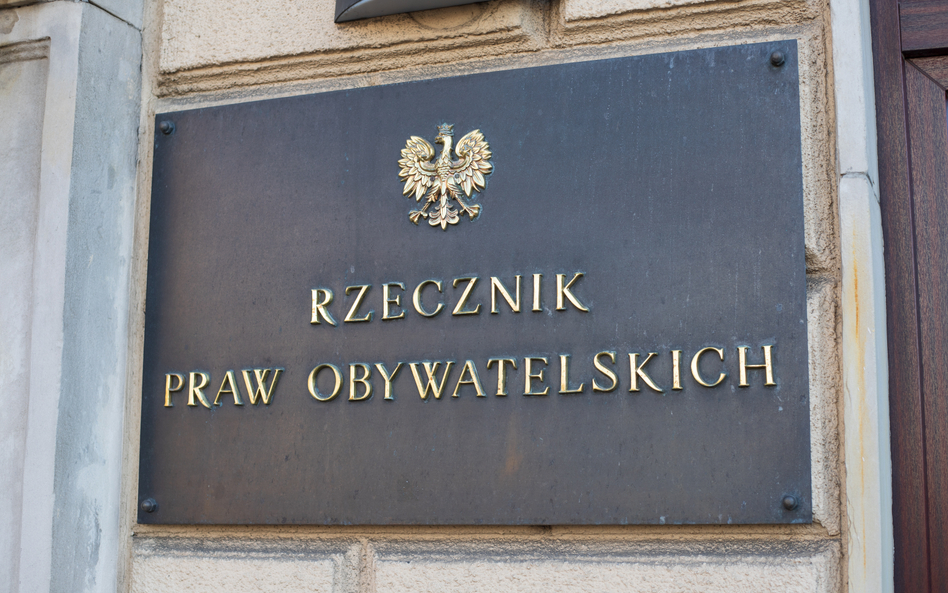 RZECZNIK
PRAW OBYWATELSKICH